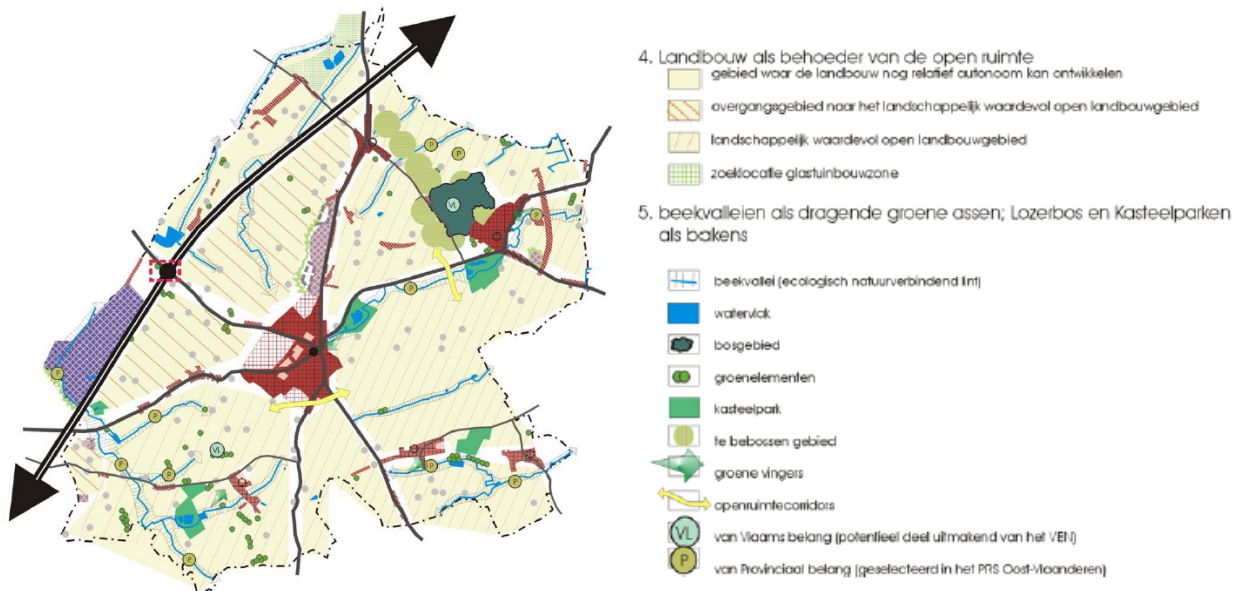 4. Landbouw als behoeder van de open ruimte
gebied waar de landbouw nog relatief autonoom kan ontwikkelen
overgangsgebied naar het landschappelijk waardevol open landbouwgebied
landschappelijk waardevol open landbouwgebied
zoeklocatie glastuinbouwzone
5. beekvalleien als dragende groene assen; Lozerbos en Kasteelparken
als bakens
beekvallei (ecologisch natuurverbindend lint)
watervlak
bosgebied
groenelementen
kasteelpark
te bebossen gebied
groene vingers
openruimtecorridors
VL van Vlaams belang (potentieel deel uitmakend van het VEN)
P van Provinciaal belang (geselecteerd in het PRS Oost-Vlaanderen)
P
P
VL
P
P
P
VL
P
P
P
P
P
P